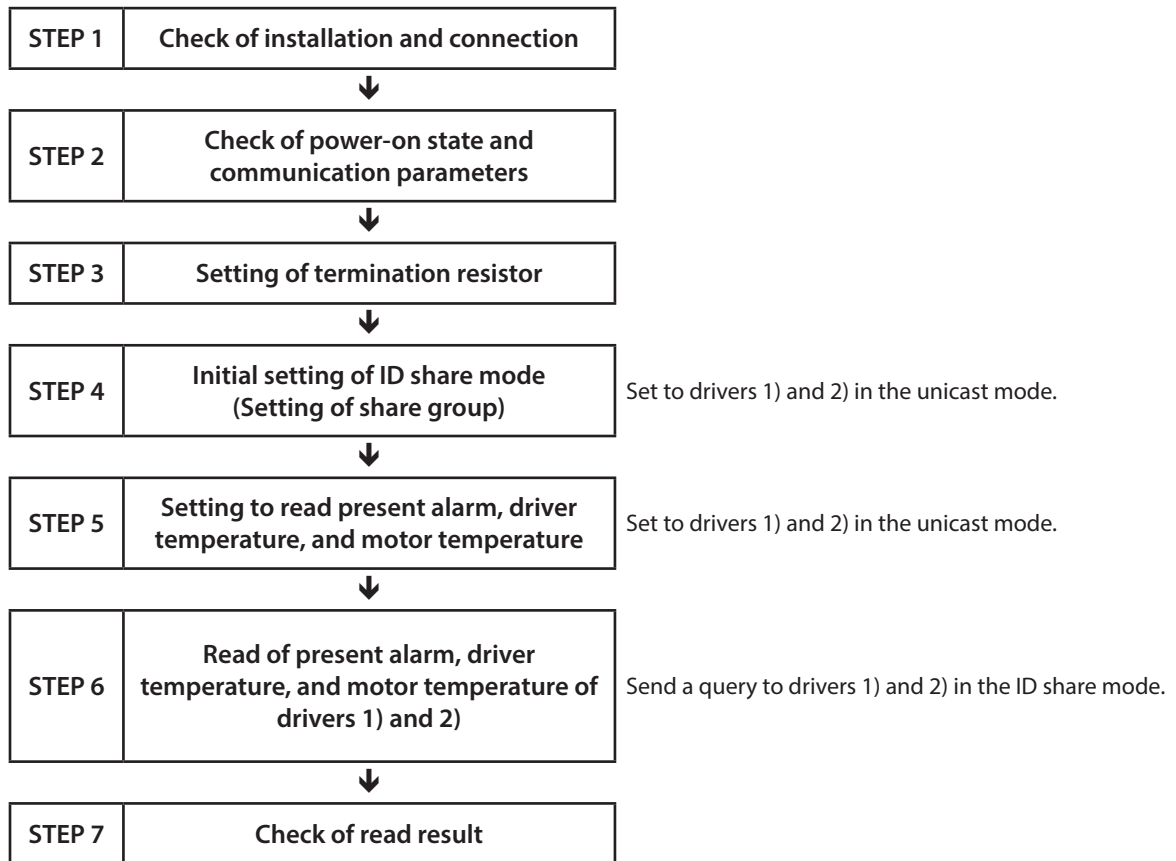 STEP 1
Check of installation and connection
STEP 2
Check of power-on state and
communication parameters
STEP 3
Setting of termination resistor
STEP 4
Initial setting of ID share mode
(Setting of share group)
Set to drivers 1) and 2) in the unicast mode.
STEP 5
Setting to read present alarm, driver
temperature, and motor temperature
Set to drivers 1) and 2) in the unicast mode.
STEP 6
Read of present alarm, driver
temperature, and motor temperature of
drivers 1) and 2)
Send a query to drivers 1) and 2) in the ID share mode.
STEP 7
Check of read result